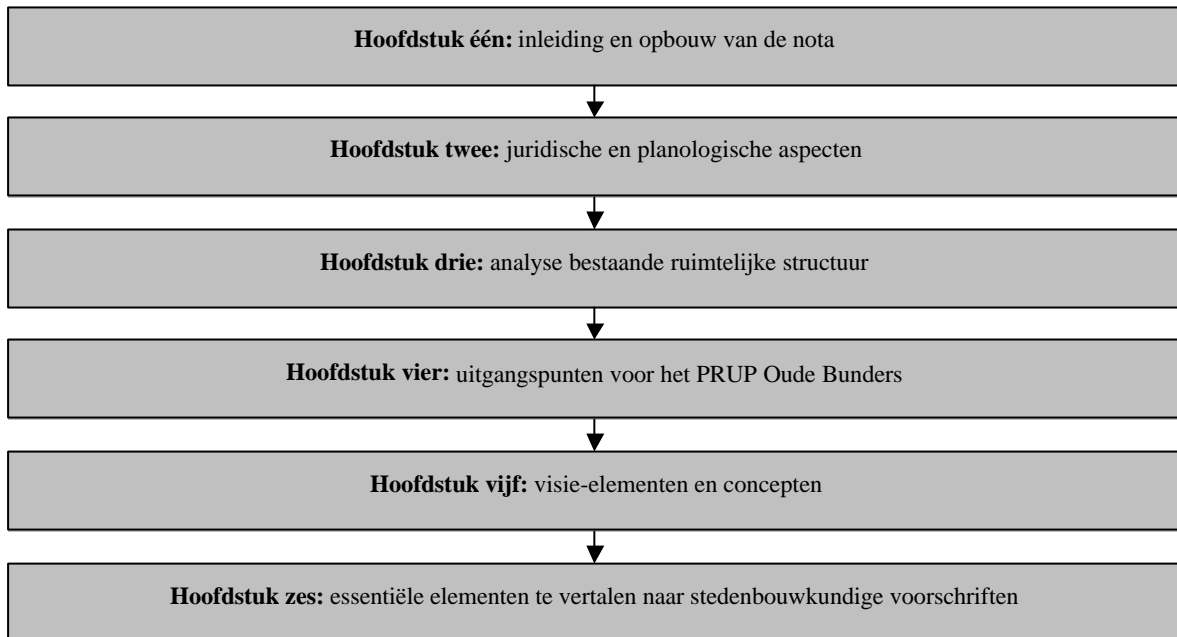 Hoofdstuk één: inleiding en opbouw van de nota
Hoofdstuk twee: juridische en planologische aspecten
Hoofdstuk drie: analyse bestaande ruimtelijke structuur
Hoofdstuk vier: uitgangspunten voor het PRUP Oude Bunders
Hoofdstuk vijf: visie-elementen en concepten
Hoofdstuk zes: essentiële elementen te vertalen naar stedenbouwkundige voorschriften